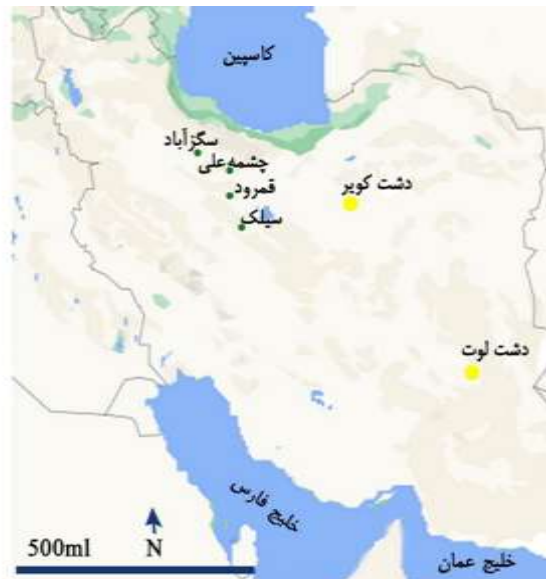 کاسپین
سگزآباد
چشمه علی
دشت کویر
قمرود
سیلک
دشت لوت
خلیج فارس
500ml
N
خلیج عمان